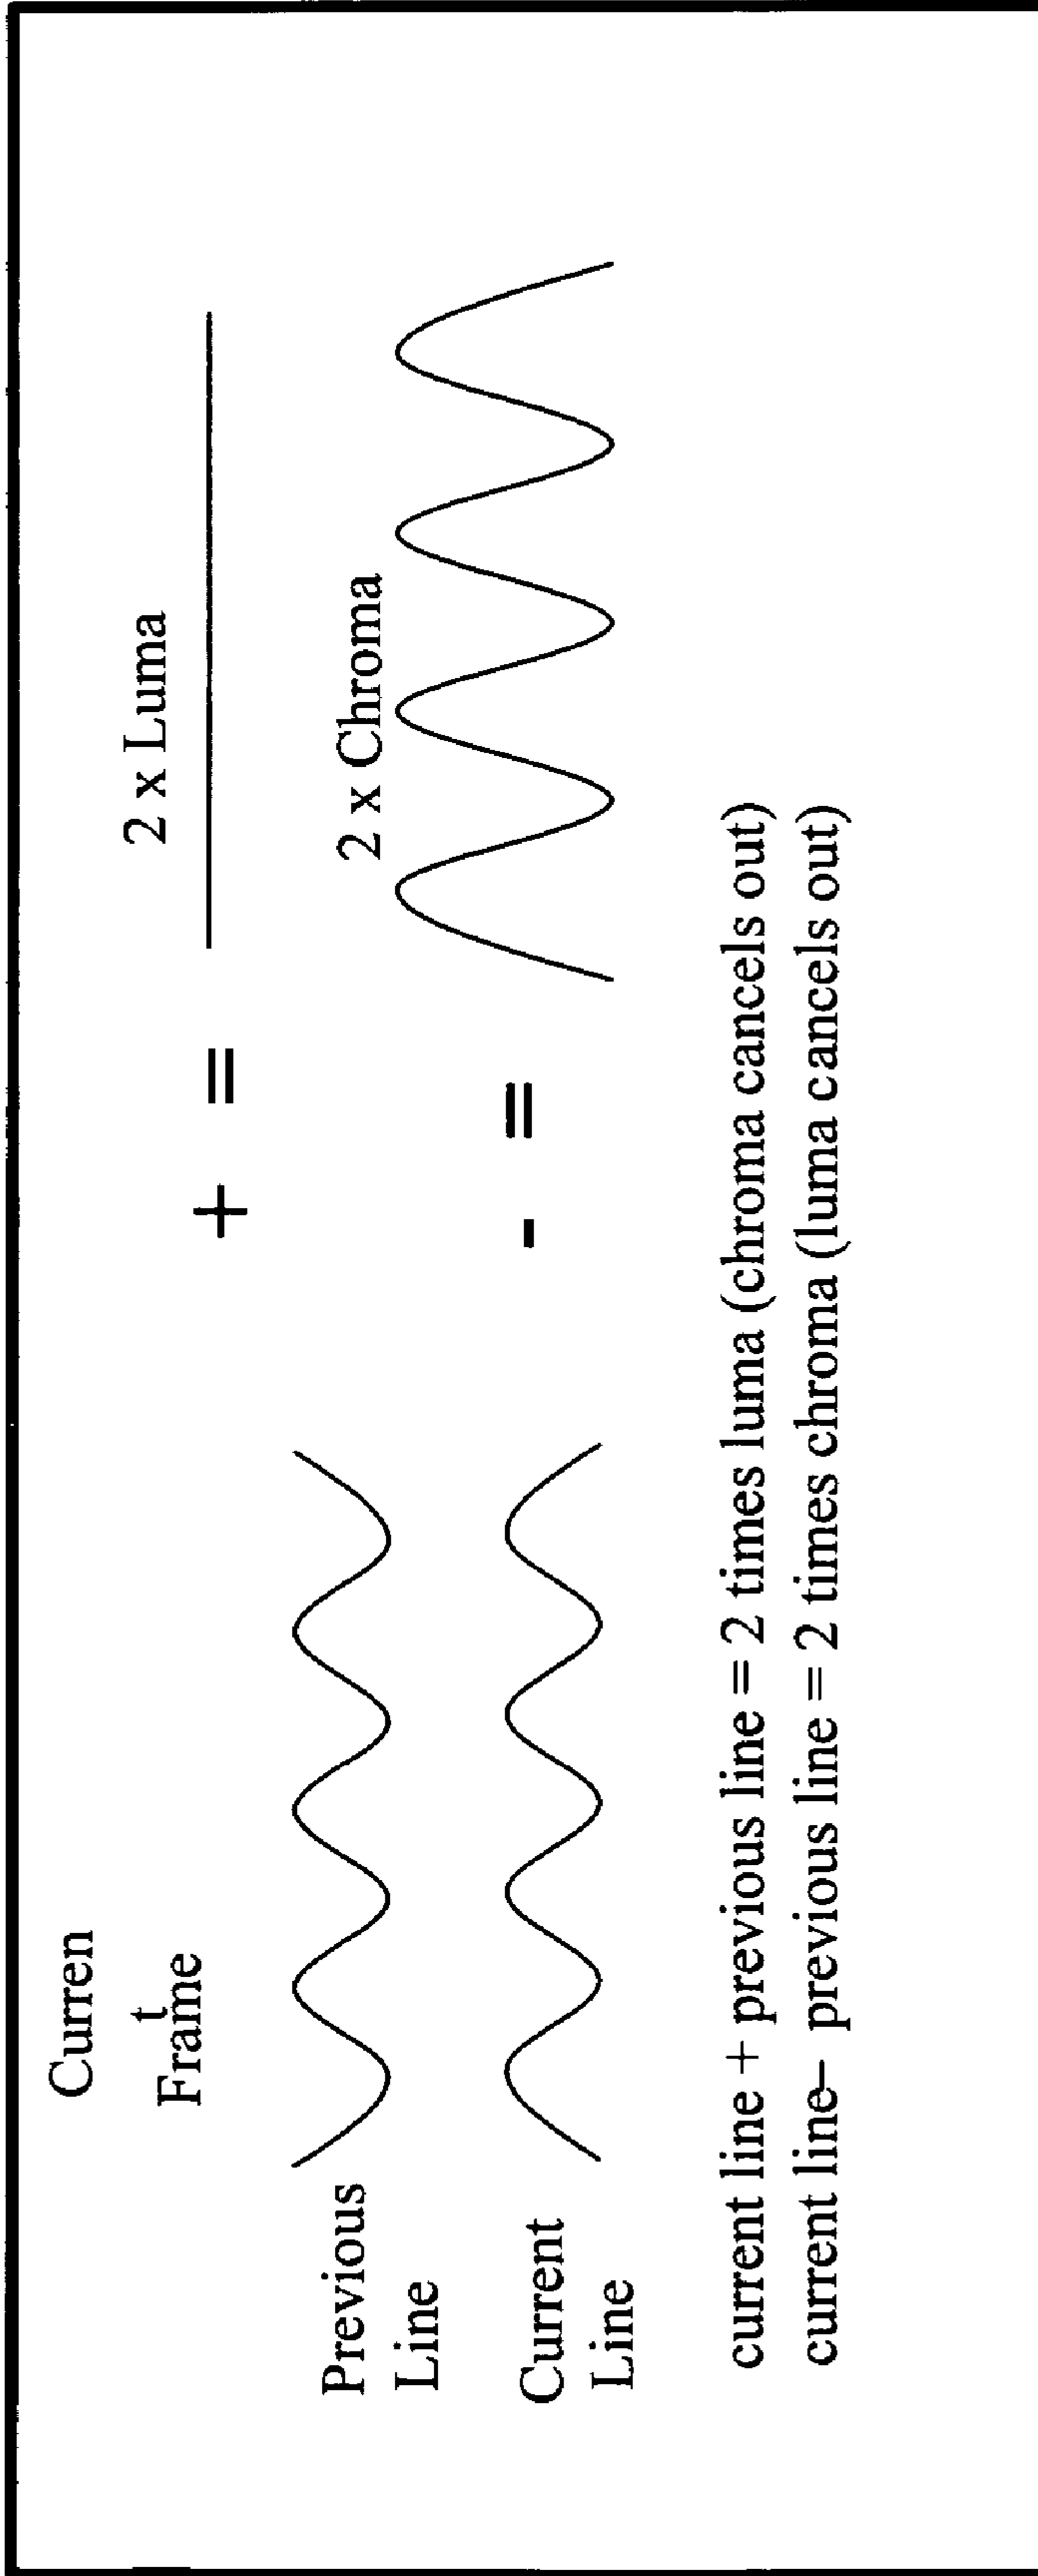 Curren
t
Frame
2 x Luma
+ =
Previous
Line
2 x Chroma
Current
Line
- =
current line + previous line = 2 times luma (chroma cancels out)
current line– previous line = 2 times chroma (luma cancels out)